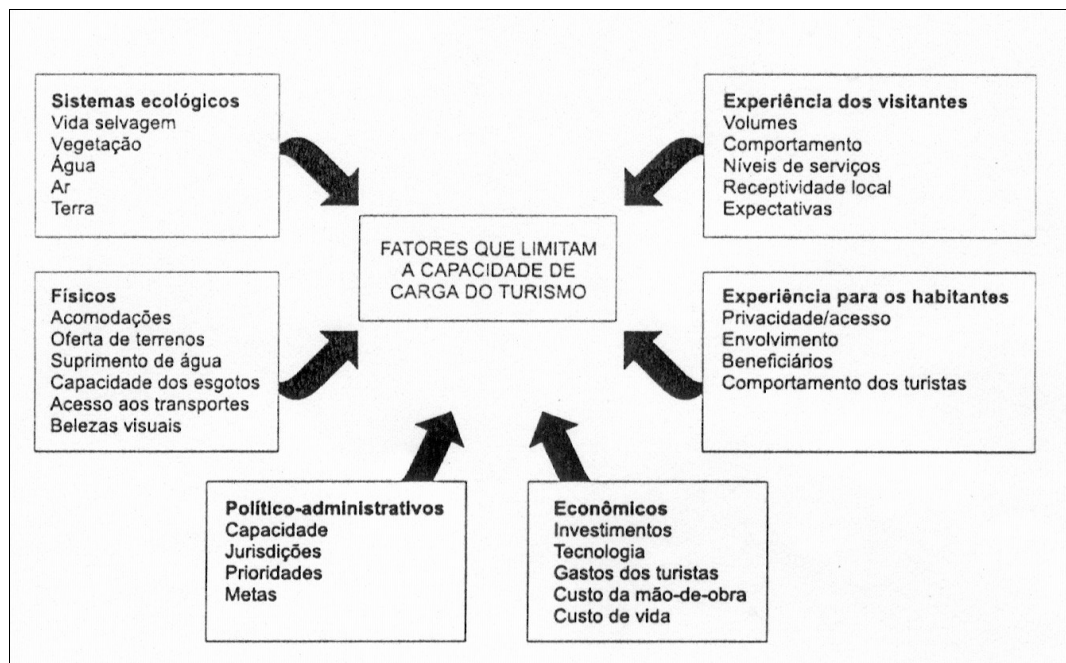 Sistemas ecológicos
Vida selvagem
Vegetação
Água
Ar
Terra
Experiência dos visitantes
Volumes
Comportamento
Níveis de serviços
Receptividade local
Expectativas
FATORES QUE LIMITAM
A CAPACIDADE DE
CARGA DO TURISMO
Físicos
Acomodações
Oferta de terrenos
Suprimento de água
Capacidade dos esgotos
Acesso aos transportes
Belezas visuais
Experiência para os habitantes
Privacidade/acesso
Envolvimento
Beneficiários
Comportamento dos turistas
Político-administrativos
Capacidade
Jurisdições
Prioridades
Metas
Econômicos
Investimentos
Tecnologia
Gastos dos turistas
Custo da mão-de-obra
Custo de vida